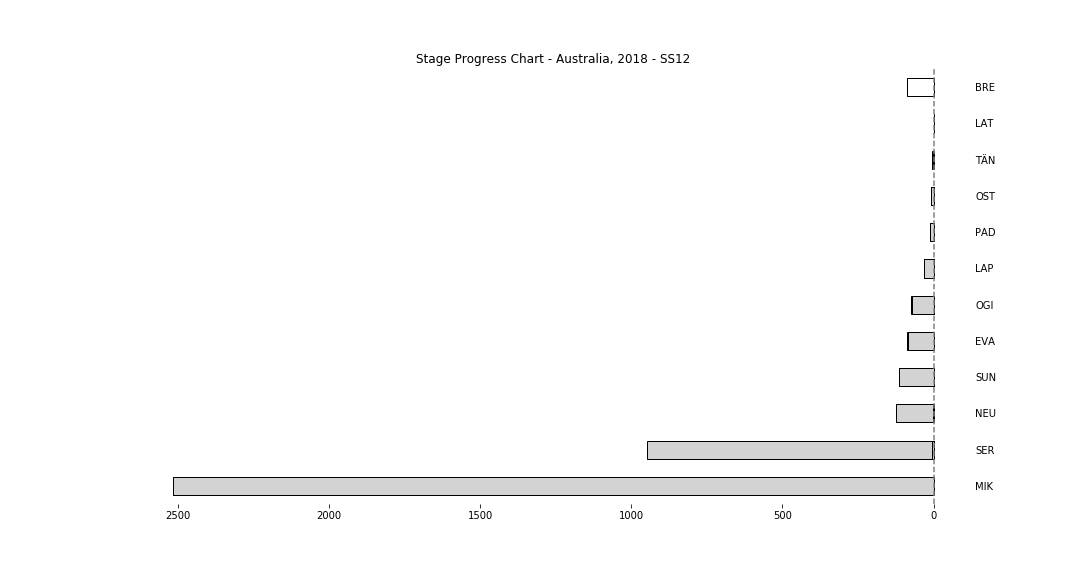 Stage Progress Chart - Australia, 2018 - SS12
BRE
LAT
TÄN
OST
PAD
LAP
OGI
EVA
SUN
NEU
SER
MIK
2500 2000 1500 1000 500 0